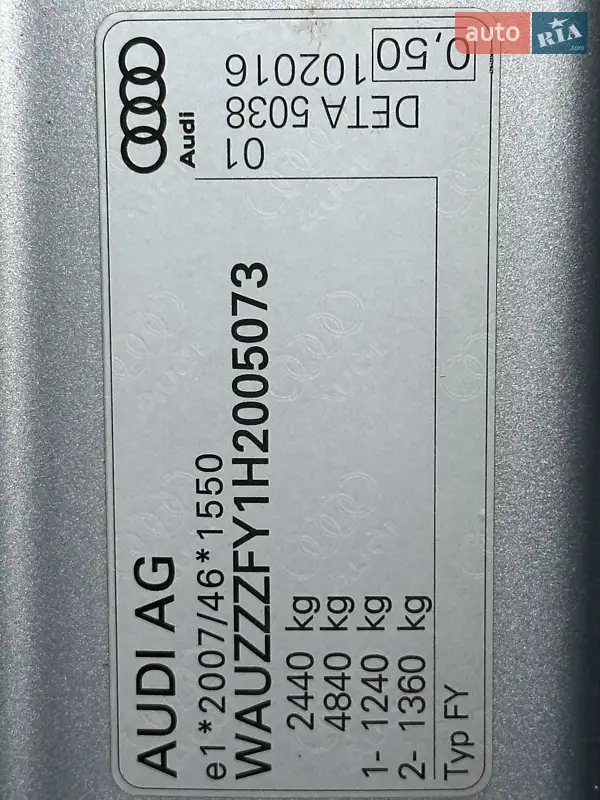 AUDI AG
e1*2007/46*1550
WAUZZZFY1H2005073
2440 kg
4840 kg
1- 1240 kg
2- 1360 kg
Typ FY
Audi
01
DETA 5038
102016
0,50
auto RIA .com